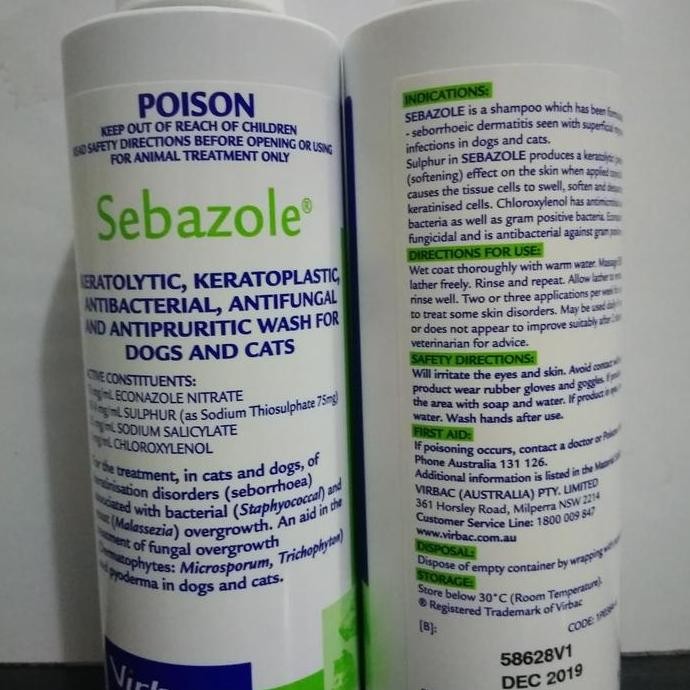 POISON
KEEP OUT OF REACH OF CHILDREN
SAFETY DIRECTIONS BEFORE OPENING OR USING
FOR ANIMAL TREATMENT ONLY
Sebazole®
KERATOLYTIC, KERATOPLASTIC,
ANTIBACTERIAL, ANTIFUNGAL
AND ANTIPRURITIC WASH FOR
DOGS AND CATS
CONSTITUENTS:
mg/mL ECONAZOLE NITRATE
mg/mL SULPHUR (as Sodium Thiosulphate 75mg)
mg/mL SODIUM SALICYLATE
mg/mL CHLOROXYLENOL
the treatment, in cats and dogs, of
disorders (seborrhoea)
with bacterial (Staphyococcal) and
(Malassezia) overgrowth. An aid in the
of fungal overgrowth
Microsporum, Trichophyton)
pyoderma in dogs and cats.
INDICATIONS:
SEBAZOLE is a shampoo which has been
- seborrhoeic dermatitis seen with superficial
infections in dogs and cats.
Sulphur in SEBAZOLE produces a keratolytic
(softening) effect on the skin when applied
causes the tissue cells to swell, soften and
keratinised cells. Chloroxylenol has
bacteria as well as gram positive bacteria.
fungicidal and is antibacterial against gram
DIRECTIONS FOR USE:
Wet coat thoroughly with warm water. Massage
lather freely. Rinse and repeat. Allow lather to
rinse well. Two or three applications per week
to treat some skin disorders. May be used
or does not appear to improve suitably after
veterinarian for advice.
SAFETY DIRECTIONS:
Will irritate the eyes and skin. Avoid contact
product wear rubber gloves and goggles. If
the area with soap and water. If product in
water. Wash hands after use.
FIRST AID:
If poisoning occurs, contact a doctor or
Phone Australia 131 126.
Additional information is listed in the
VIRBAC (AUSTRALIA) PTY. LIMITED
361 Horsley Road, Milperra NSW 2214
Customer Service Line: 1800 009 847
www.virbac.com.au
DISPOSAL:
Dispose of empty container by wrapping
STORAGE:
Store below 30°C (Room Temperature).
® Registered Trademark of Virbac
[B]:
CODE:
58628V1
DEC 2019